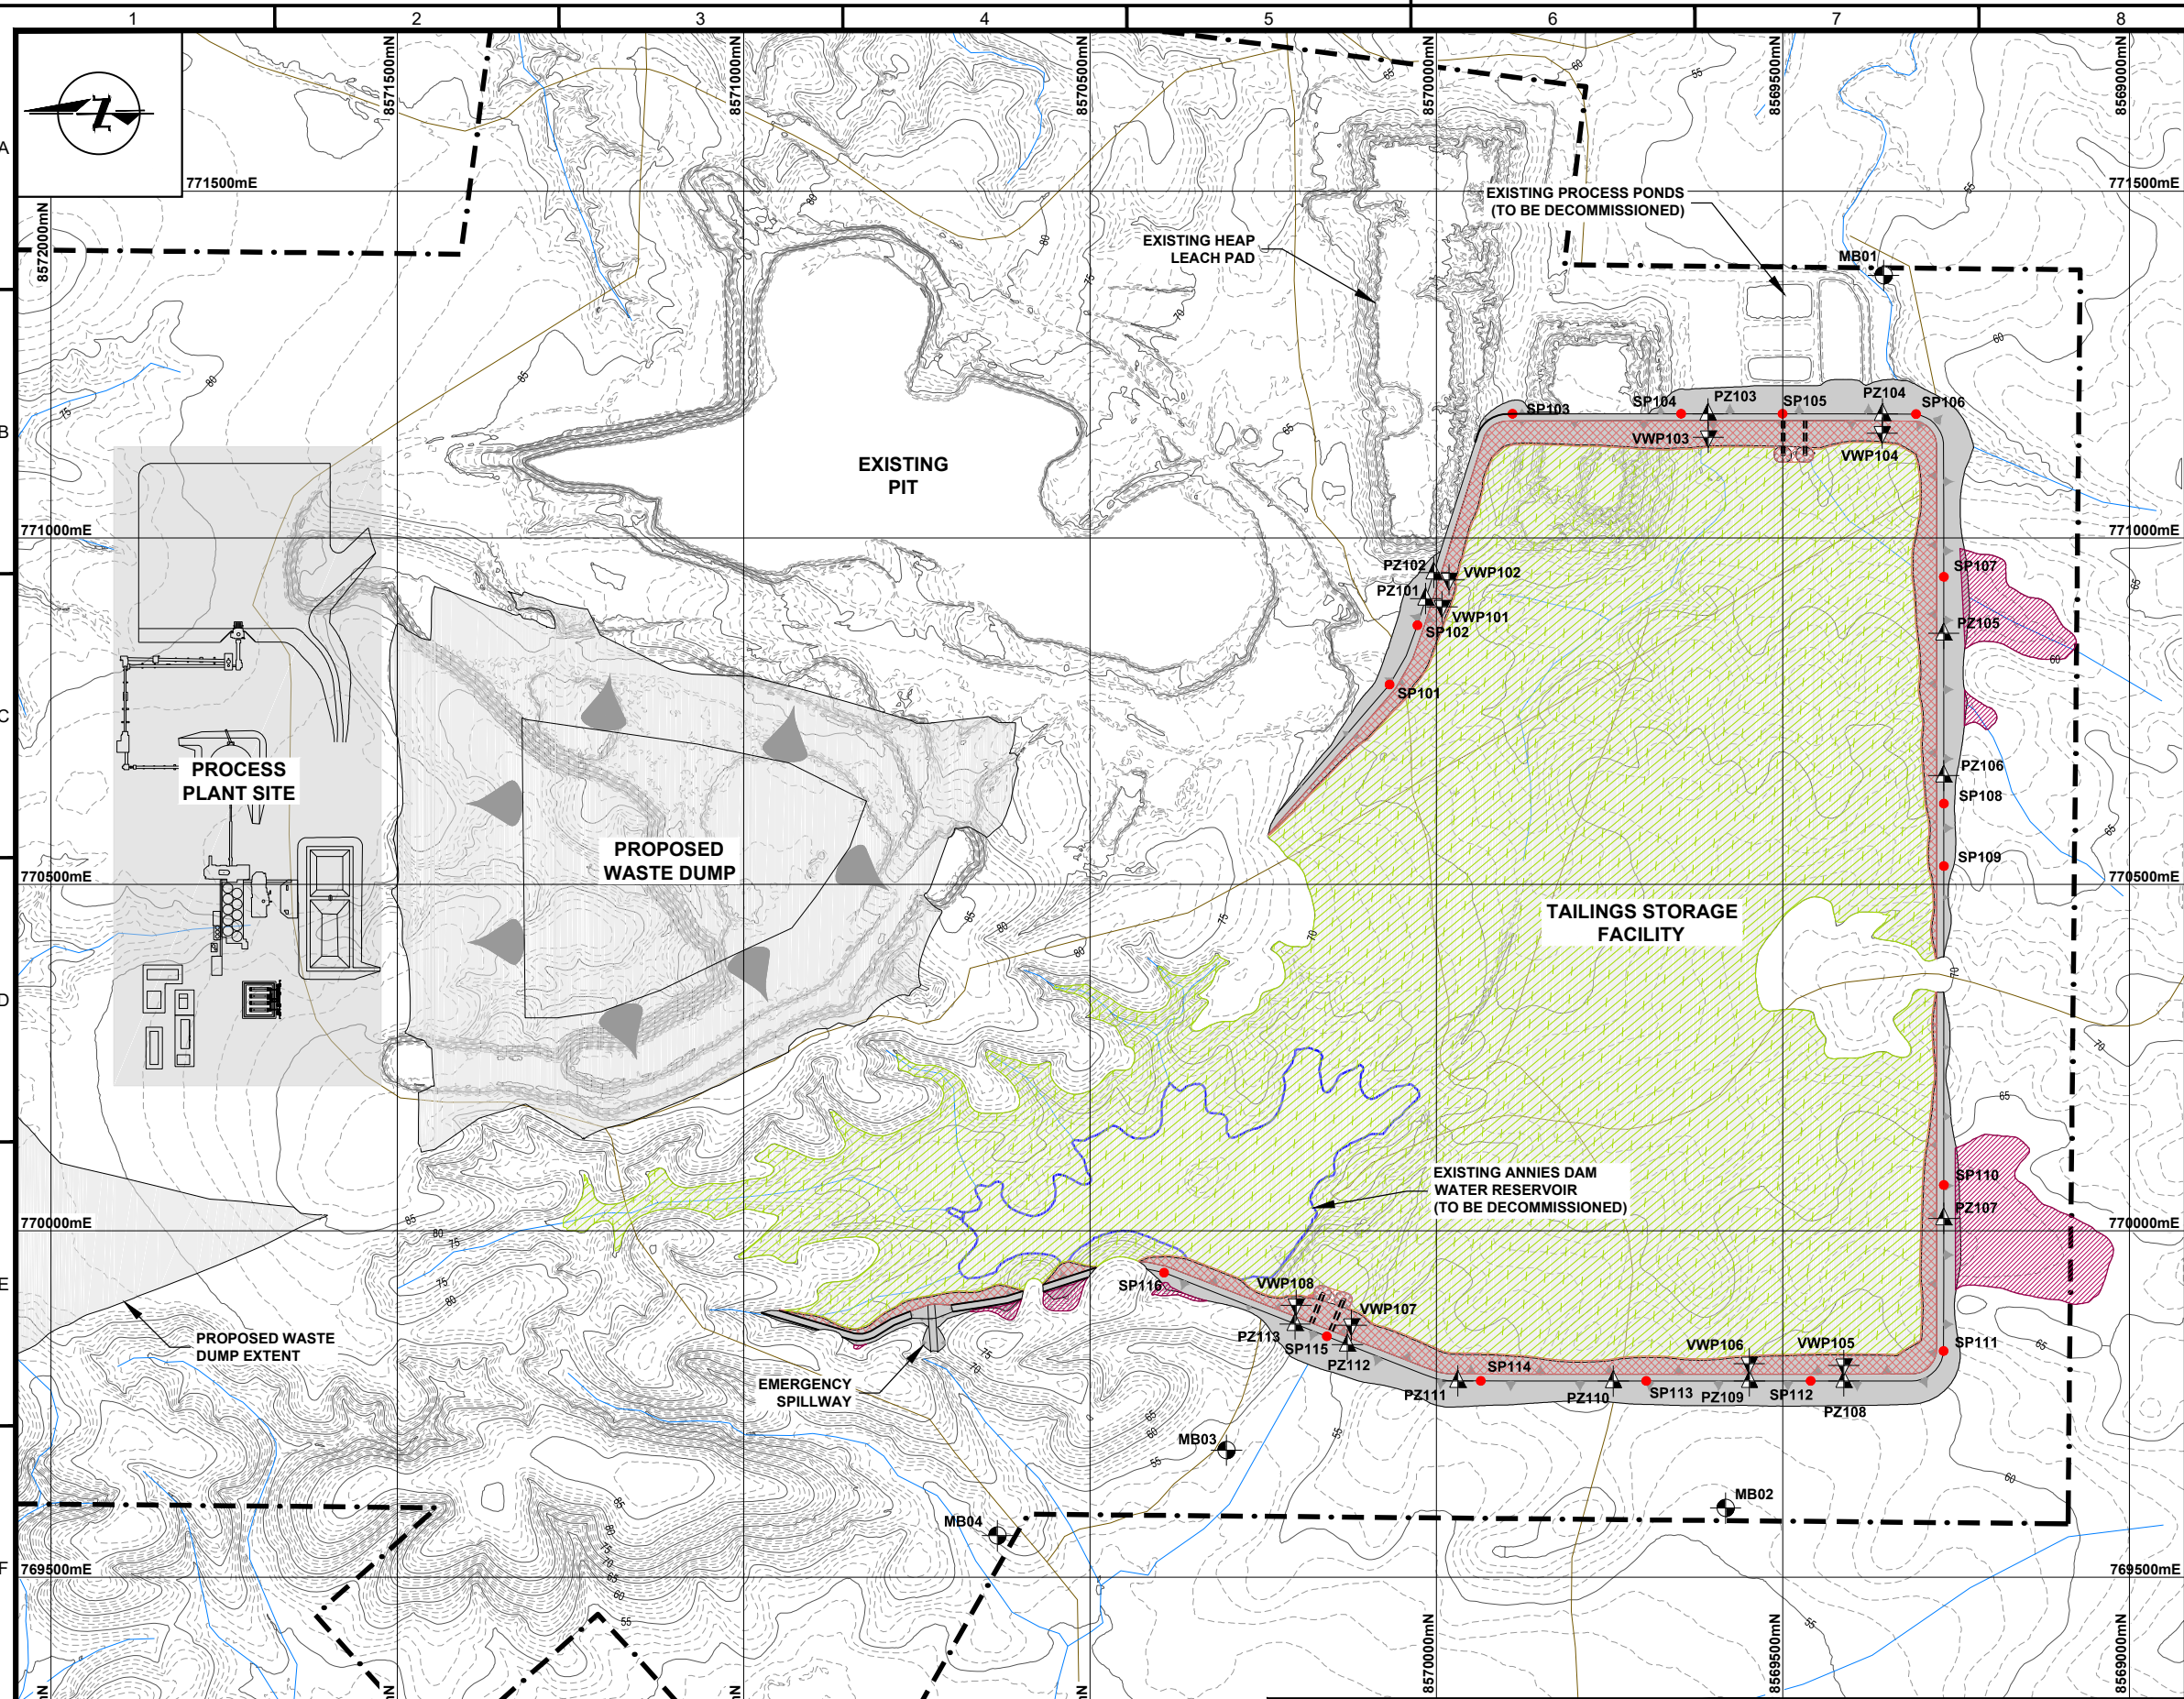 1
2
3
4
5
6
7
8
A
B
C
D
E
F
8572000mN
8571500mN
8571000mN
8570500mN
8570000mN
8569500mN
8569000mN
771500mE
771500mE
EXISTING PROCESS PONDS
(TO BE DECOMMISSIONED)
EXISTING HEAP
LEACH PAD
MB01
SP103
SP104
PZ103
SP105
PZ104
SP106
VWP103
VWP104
EXISTING
PIT
771000mE
771000mE
PZ102
VWP102
PZ101
VWP101
SP102
SP101
SP107
PZ105
PZ106
SP108
SP109
PROCESS
PLANT SITE
PROPOSED
WASTE DUMP
770500mE
770500mE
TAILINGS STORAGE
FACILITY
EXISTING ANNIES DAM
WATER RESERVOIR
(TO BE DECOMMISSIONED)
SP110
PZ107
770000mE
770000mE
SP116
VWP108
VWP107
PZ113
SP115
PZ112
PROPOSED WASTE
DUMP EXTENT
EMERGENCY
SPILLWAY
VWP106
VWP105
SP111
SP114
PZ111
PZ110
SP113
PZ109
SP112
PZ108
MB03
MB02
MB04
769500mE
769500mE
8570000mN
8569500mN
8569000mN